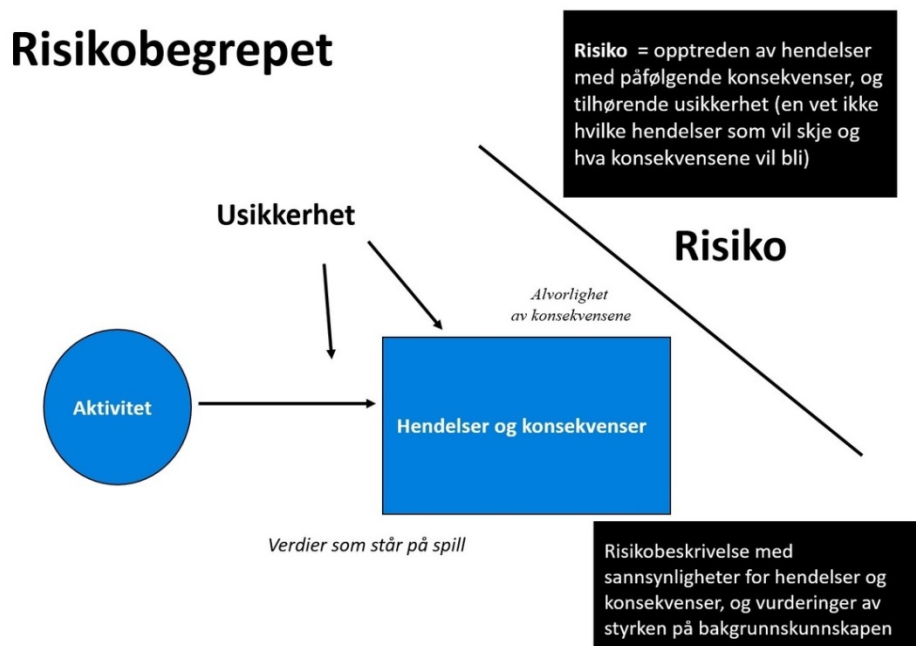 Risikobegrepet
Risiko = opptreden av hendelser
med påfølgende konsekvenser, og
tilhørende usikkerhet (en vet ikke
hvilke hendelser som vil skje og
hva konsekvensene vil bli)
Usikkerhet
Risiko
Alvorlighet
av konsekvensene
Aktivitet
Hendelser og konsekvenser
Verdier som står på spill
Risikobeskrivelse med
sannsynligheter for hendelser og
konsekvenser, og vurderinger av
styrken på bakgrunnskunnskapen